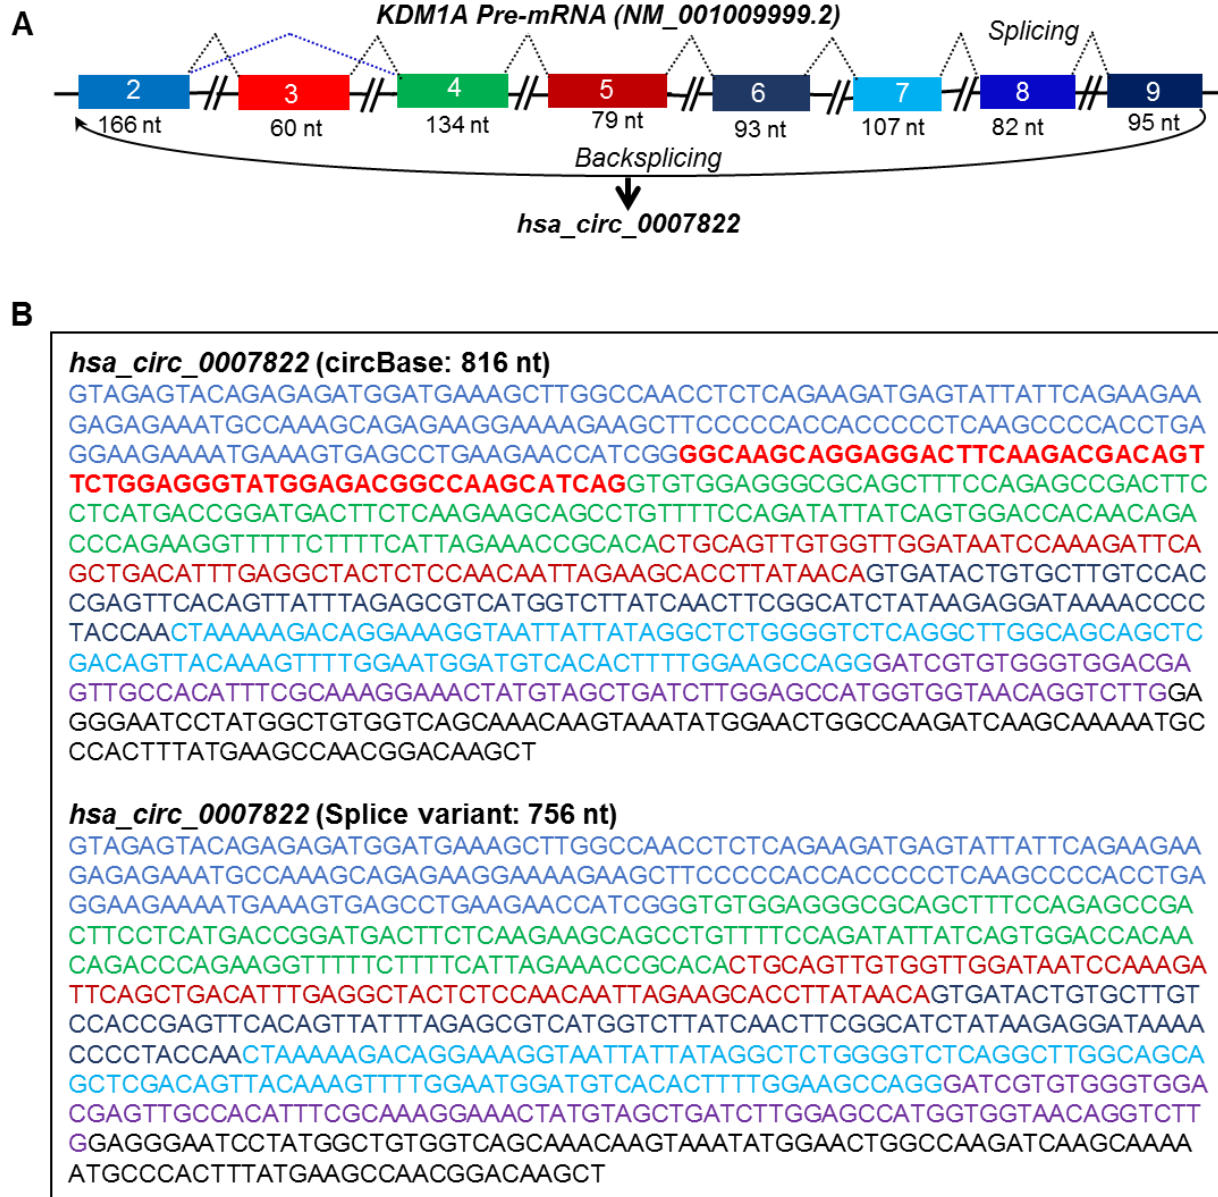 A
KDM1A Pre-mRNA (NM_001009999.2)
Splicing
2 3 4 5 6 7 8 9
166 nt 60 nt 134 nt 79 nt 93 nt 107 nt 82 nt 95 nt
Backsplicing
hsa_circ_0007822
B
hsa_circ_0007822 (circBase: 816 nt)
GTAGAGTACAGAGAGATGGATGAAAGCTTGGCCAACCTCTCAGAAGATGAGTATTATTCAGAAGAA
GAGAGAAATGCCAAAGCAGAGAAGGAAAAGAAGCTTCCCCCACCACCCCCTCAAGCCCCACCTGA
GGAAGAAAATGAAAGTGAGCCTGAAGAACCATCGGGGCAAGCAGGAGGACTTCAAGACGACAGT
TCTGGAGGGTATGGAGACGGCCAAGCATCAGGTGTGGAGGGCGCAGCTTTCCAGAGCCGACTTC
CTCATGACCGGATGACTTCTCAAGAAGCAGCCTGTTTTCCAGATATTATCAGTGGACCACAACAGA
CCCAGAAGGTTTTTCTTTTCATTAGAAACCGCACACTGCAGTTGTGGTTGGATAATCCAAAGATTCA
GCTGACATTTGAGGCTACTCTCCAACAATTAGAAGCACCTTATAACAGTGATACTGTGCTTGTCCAC
CGAGTTCACAGTTATTTAGAGCGTCATGGTCTTATCAACTTCGGCATCTATAAGAGGATAAAACCCC
TACCAACTAAAAAGACAGGAAAGGTAATTATTATAGGCTCTGGGGTCTCAGGCTTGGCAGCAGCTC
GACAGTTACAAAGTTTTGGAATGGATGTCACACTTTTGGAAGCCAGGGATCGTGTGGGTGGACGA
GTTGCCACATTTCGCAAAGGAAACTATGTAGCTGATCTTGGAGCCATGGTGGTAACAGGTCTTGGA
GGGAATCCTATGGCTGTGGTCAGCAAACAAGTAAATATGGAACTGGCCAAGATCAAGCAAAAATGC
CCACTTTATGAAGCCAACGGACAAGCT
hsa_circ_0007822 (Splice variant: 756 nt)
GTAGAGTACAGAGAGATGGATGAAAGCTTGGCCAACCTCTCAGAAGATGAGTATTATTCAGAAGAA
GAGAGAAATGCCAAAGCAGAGAAGGAAAAGAAGCTTCCCCCACCACCCCCTCAAGCCCCACCTGA
GGAAGAAAATGAAAGTGAGCCTGAAGAACCATCGGGTGTGGAGGGCGCAGCTTTCCAGAGCCGA
CTTCCTCATGACCGGATGACTTCTCAAGAAGCAGCCTGTTTTCCAGATATTATCAGTGGACCACAA
CAGACCCAGAAGGTTTTTCTTTTCATTAGAAACCGCACACTGCAGTTGTGGTTGGATAATCCAAAGA
TTCAGCTGACATTTGAGGCTACTCTCCAACAATTAGAAGCACCTTATAACAGTGATACTGTGCTTGT
CCACCGAGTTCACAGTTATTTAGAGCGTCATGGTCTTATCAACTTCGGCATCTATAAGAGGATAAAA
CCCCTACCAACTAAAAAGACAGGAAAGGTAATTATTATAGGCTCTGGGGTCTCAGGCTTGGCAGCA
GCTCGACAGTTACAAAGTTTTGGAATGGATGTCACACTTTTGGAAGCCAGGGATCGTGTGGGTGGA
CGAGTTGCCACATTTCGCAAAGGAAACTATGTAGCTGATCTTGGAGCCATGGTGGTAACAGGTCTT
GGAGGGAATCCTATGGCTGTGGTCAGCAAACAAGTAAATATGGAACTGGCCAAGATCAAGCAAAA
ATGCCCACTTTATGAAGCCAACGGACAAGCT